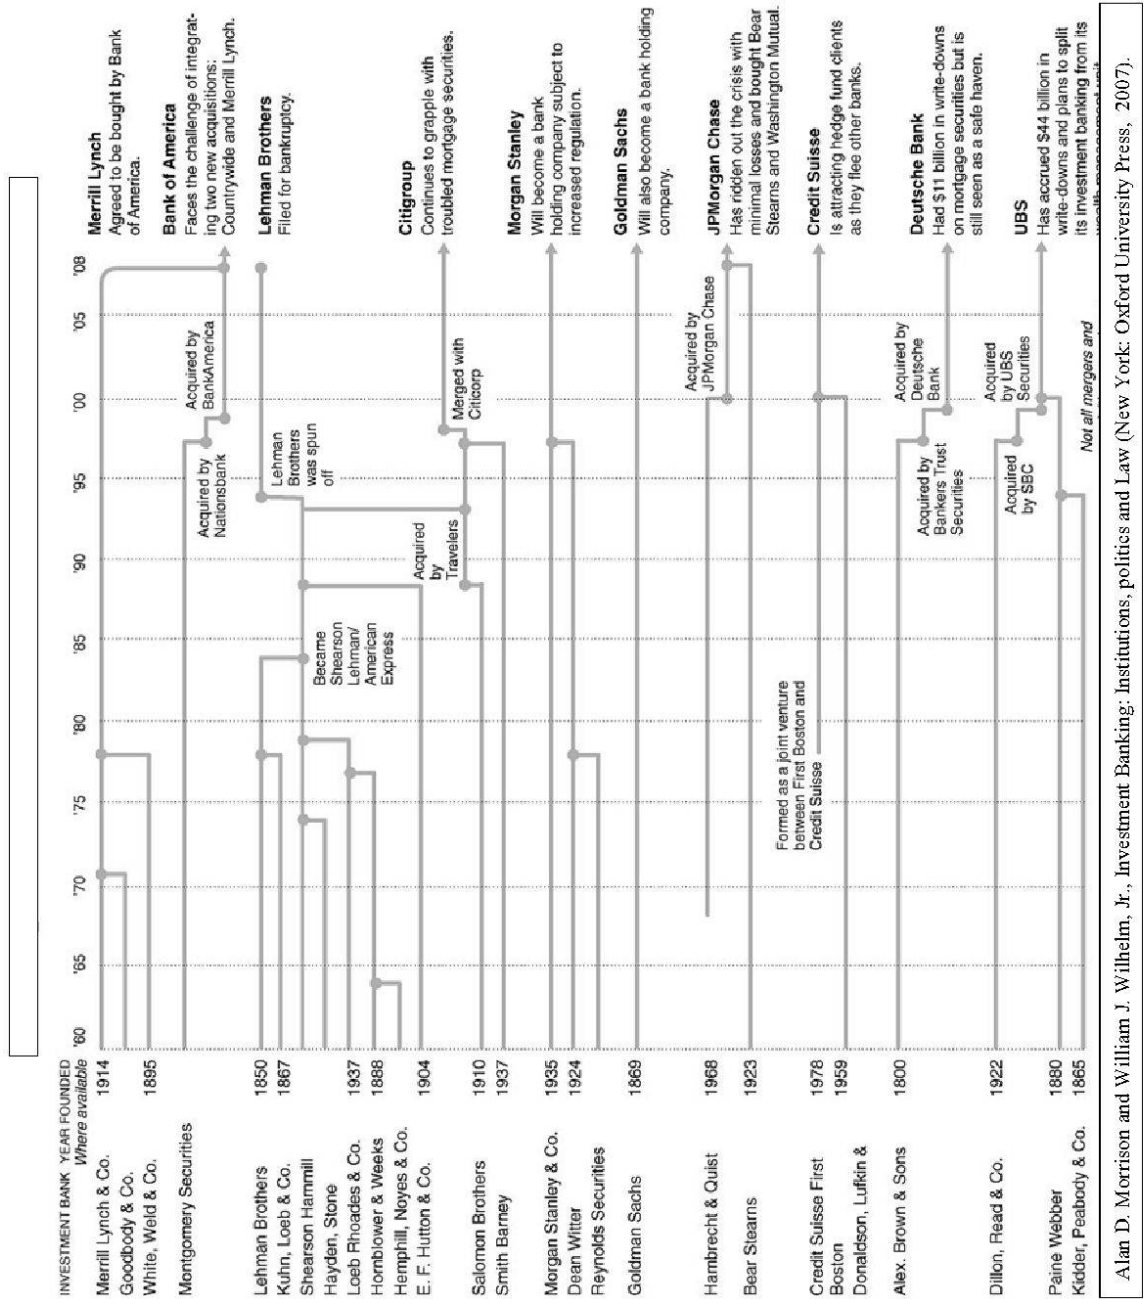 INVESTMENT BANK YEAR FOUNDED
Where available
'60
'65
'70
'75
'80
'85
'90
'95
'00
'05
'08
Merrill Lynch & Co.
1914
Goodbody & Co.
White, Weld & Co.
1895
Montgomery Securities
Acquired by
Nationsbank
Acquired by
BankAmerica
Merrill Lynch
Agreed to be bought by Bank
of America.
Bank of America
Faces the challenge of integrat-
ing two new acquisitions:
Countrywide and Merrill Lynch.
Lehman Brothers
1850
Kuhn, Loeb & Co.
1867
Shearson Hammill
Hayden, Stone
Loeb Rhoades & Co.
1937
Hornblower & Weeks
1888
Hemphill, Noyes & Co.
E. F. Hutton & Co.
1904
Became
Shearson
Lehman/
American
Express
Lehman
Brothers
was spun
off
Lehman Brothers
Filed for bankruptcy.
Salomon Brothers
1910
Smith Barney
1937
Acquired
by
Travelers
Merged with
Citicorp
Citigroup
Continues to grapple with
troubled mortgage securities.
Morgan Stanley & Co.
1935
Dean Witter
1924
Reynolds Securities
Morgan Stanley
Will become a bank
holding company subject to
increased regulation.
Goldman Sachs
1869
Goldman Sachs
Will also become a bank holding
company.
Hambrecht & Quist
1968
Bear Stearns
1923
Acquired by
JPMorgan Chase
JPMorgan Chase
Has ridden out the crisis with
minimal losses and bought Bear
Stearns and Washington Mutual.
Credit Suisse First
Boston
1978
Donaldson, Lufkin &
1959
Formed as a joint venture
between First Boston and
Credit Suisse
Credit Suisse
Is attracting hedge fund clients
as they flee other banks.
Alex. Brown & Sons
1800
Acquired by
Bankers Trust
Securities
Acquired by
Deutsche
Bank
Deutsche Bank
Had $11 billion in write-downs
on mortgage securities but is
still seen as a safe haven.
Dillon, Read & Co.
1922
Paine Webber
1880
Kidder, Peabody & Co.
1865
Acquired
by SBC
Acquired
by UBS
Securities
UBS
Has accrued $44 billion in
write-downs and plans to split
its investment banking from its
Not all mergers and
Alan D. Morrison and William J. Wilhelm, Jr., Investment Banking: Institutions, politics and Law (New York: Oxford University Press, 2007).